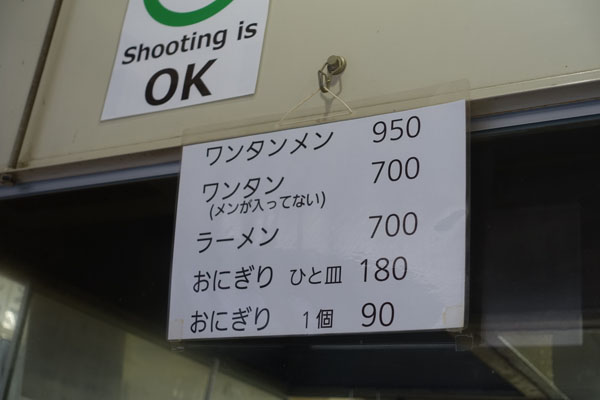 Shooting is
OK
ワンタンメン 950
ワンタン 700
(メンが入ってない)
ラーメン 700
おにぎり ひと皿 180
おにぎり 1個 90